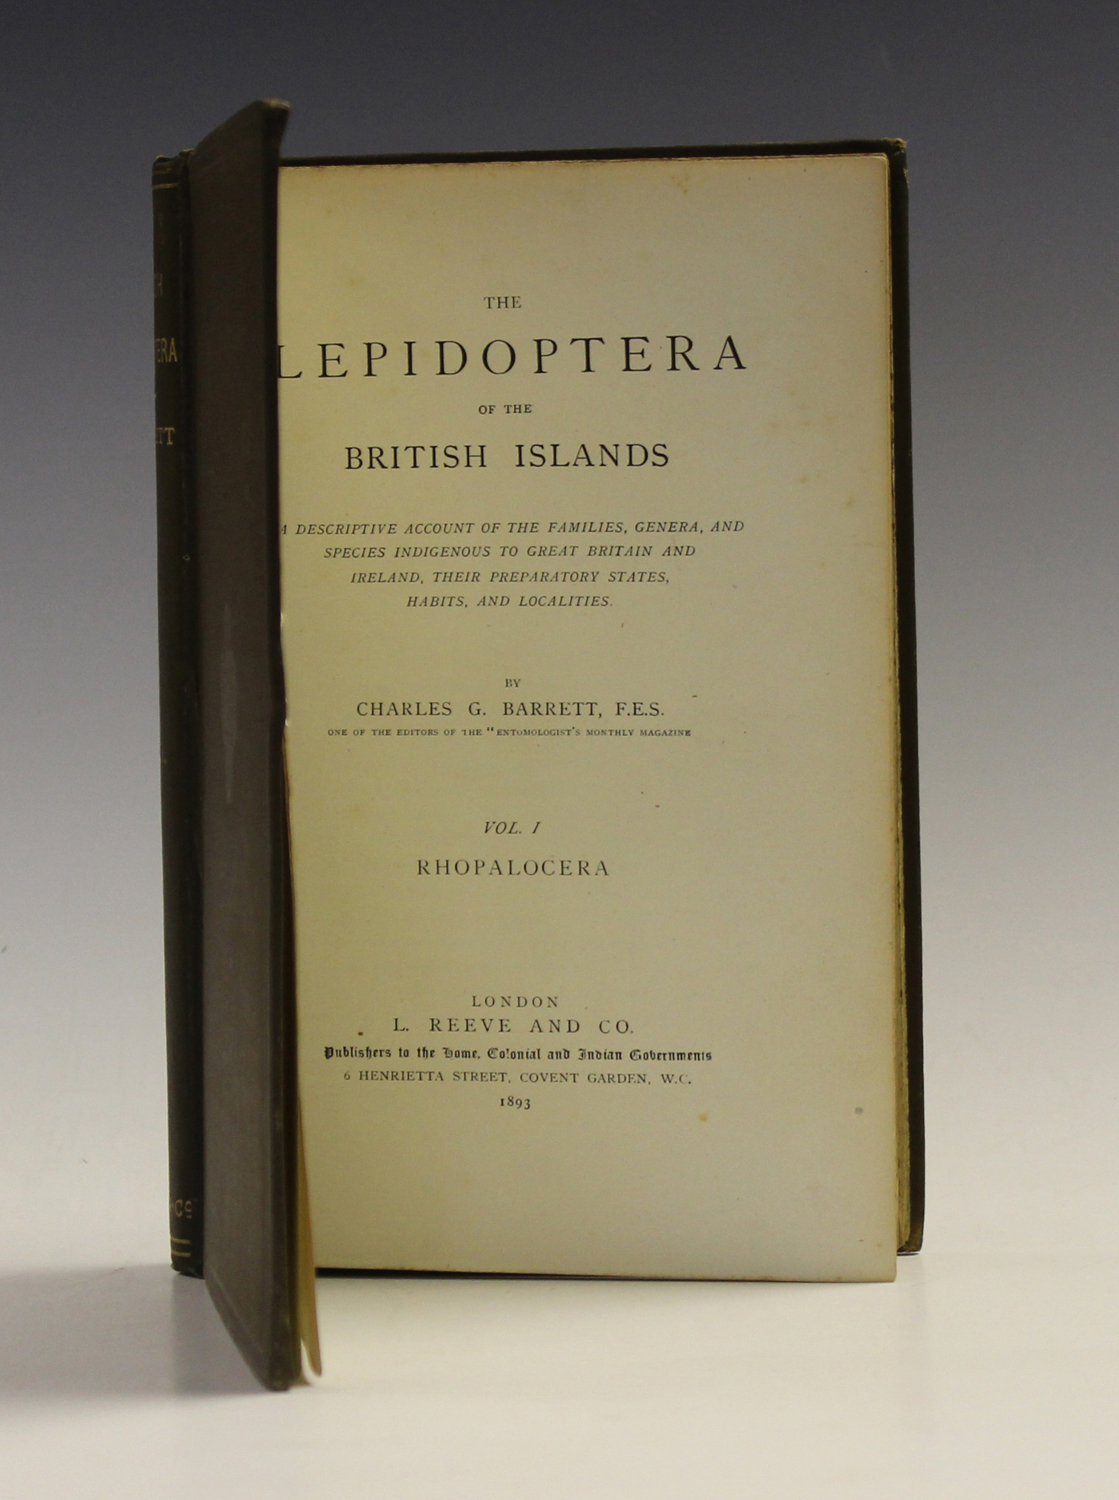 THE
LEPIDOPTERA
OF THE
BRITISH ISLANDS
A DESCRIPTIVE ACCOUNT OF THE FAMILIES, GENERA, AND
SPECIES INDIGENOUS TO GREAT BRITAIN AND
IRELAND, THEIR PREPARATORY STATES,
HABITS, AND LOCALITIES.
BY
CHARLES G. BARRETT, F.E.S.
ONE OF THE EDITORS OF THE "ENTOMOLOGIST'S MONTHLY MAGAZINE
VOL. I
RHOPALOCERA
LONDON
L. REEVE AND CO.
Publishers to the Home, Colonial and Indian Governments
6 HENRIETTA STREET, COVENT GARDEN, W.C.
1893